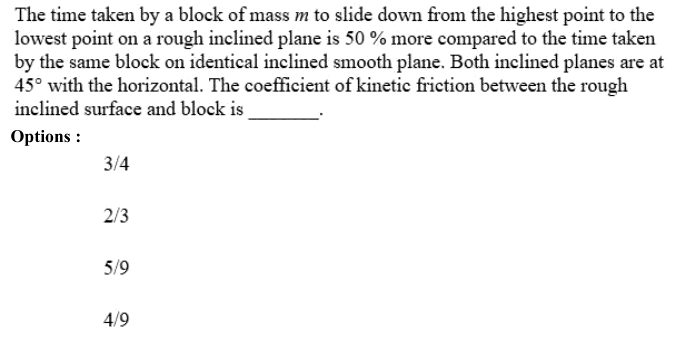 The time taken by a block of mass m to slide down from the highest point to the
lowest point on a rough inclined plane is 50 % more compared to the time taken
by the same block on identical inclined smooth plane. Both inclined planes are at
45° with the horizontal. The coefficient of kinetic friction between the rough
inclined surface and block is _______.
Options :
3/4
2/3
5/9
4/9